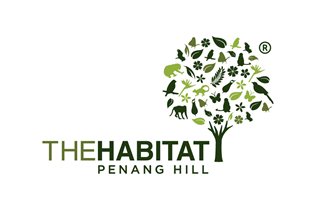 ®
THEHABITAT
PENANG HILL